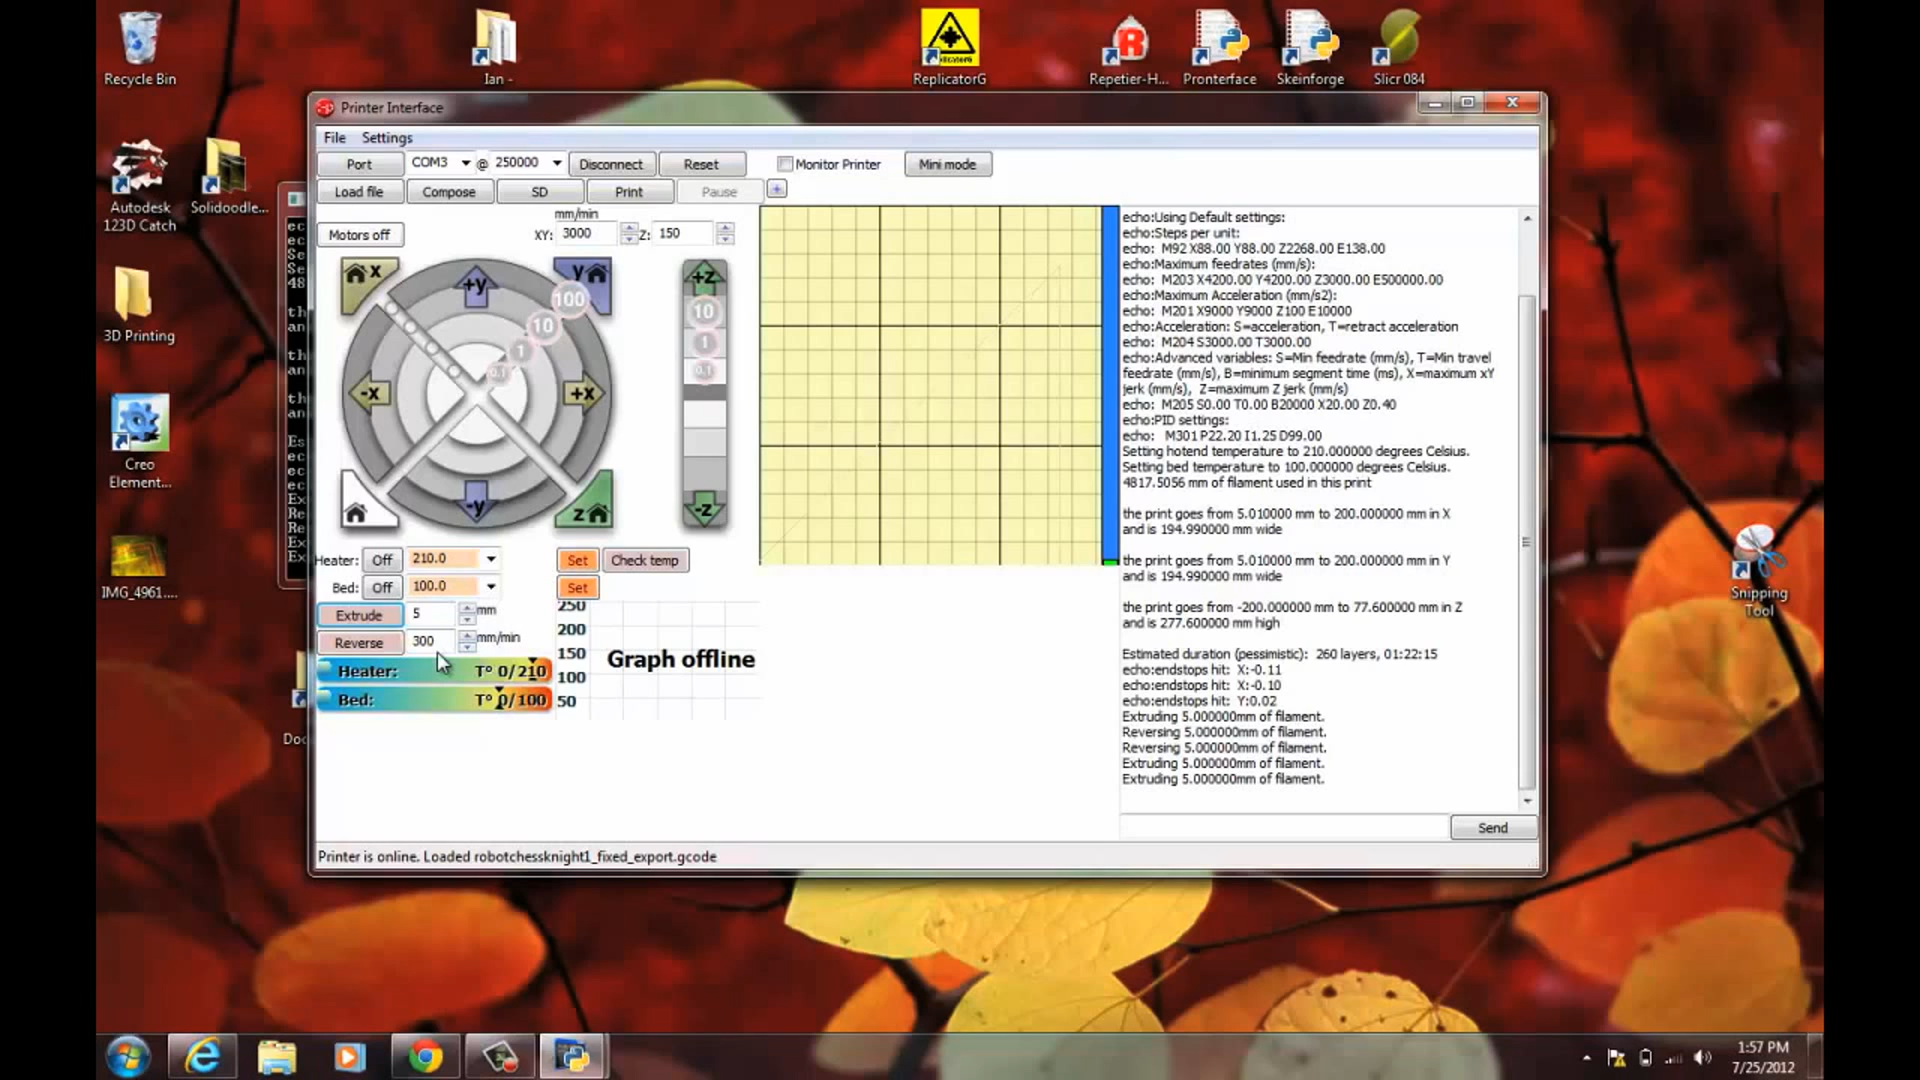 Recycle Bin
Ian -
ReplicatorG
Repetier-H...
Pronterface
Skeinforge
Slicr 084
Autodesk
123D Catch
Solidoodle...
3D Printing
Creo
Element...
IMG_4961....
Snipping
Tool
Printer Interface
File Settings
Port COM3 @ 250000 Disconnect Reset Monitor Printer Mini mode
Load file Compose SD Print Pause +
mm/min
Motors off XY: 3000 Z: 150
x +y y 100 10 1 0.1
-x +x
-y z
+z 10 1 0.1 -z
Heater: Off 210.0 Set Check temp
Bed: Off 100.0 Set
Extrude 5 mm
Reverse 300 mm/min
Heater: T° 0/210
Bed: T° 0/100
250
200
150
100
50
Graph offline
echo:Using Default settings:
echo:Steps per unit:
echo: M92 X88.00 Y88.00 Z2268.00 E138.00
echo:Maximum feedrates (mm/s):
echo: M203 X4200.00 Y4200.00 Z3000.00 E500000.00
echo:Maximum Acceleration (mm/s2):
echo: M201 X9000 Y9000 Z100 E10000
echo:Acceleration: S=acceleration, T=retract acceleration
echo: M204 S3000.00 T3000.00
echo:Advanced variables: S=Min feedrate (mm/s), T=Min travel
feedrate (mm/s), B=minimum segment time (ms), X=maximum xY
jerk (mm/s), Z=maximum Z jerk (mm/s)
echo: M205 S0.00 T0.00 B20000 X20.00 Z0.40
echo:PID settings:
echo: M301 P22.20 I1.25 D99.00
Setting hotend temperature to 210.000000 degrees Celsius.
Setting bed temperature to 100.000000 degrees Celsius.
4817.5056 mm of filament used in this print
the print goes from 5.010000 mm to 200.000000 mm in X
and is 194.990000 mm wide
the print goes from 5.010000 mm to 200.000000 mm in Y
and is 194.990000 mm wide
the print goes from -200.000000 mm to 77.600000 mm in Z
and is 277.600000 mm high
Estimated duration (pessimistic): 260 layers, 01:22:15
echo:endstops hit: X:-0.11
echo:endstops hit: X:-0.10
echo:endstops hit: Y:0.02
Extruding 5.000000mm of filament.
Reversing 5.000000mm of filament.
Reversing 5.000000mm of filament.
Extruding 5.000000mm of filament.
Extruding 5.000000mm of filament.
Send
Printer is online. Loaded robotchessknight1_fixed_export.gcode
1:57 PM
7/25/2012